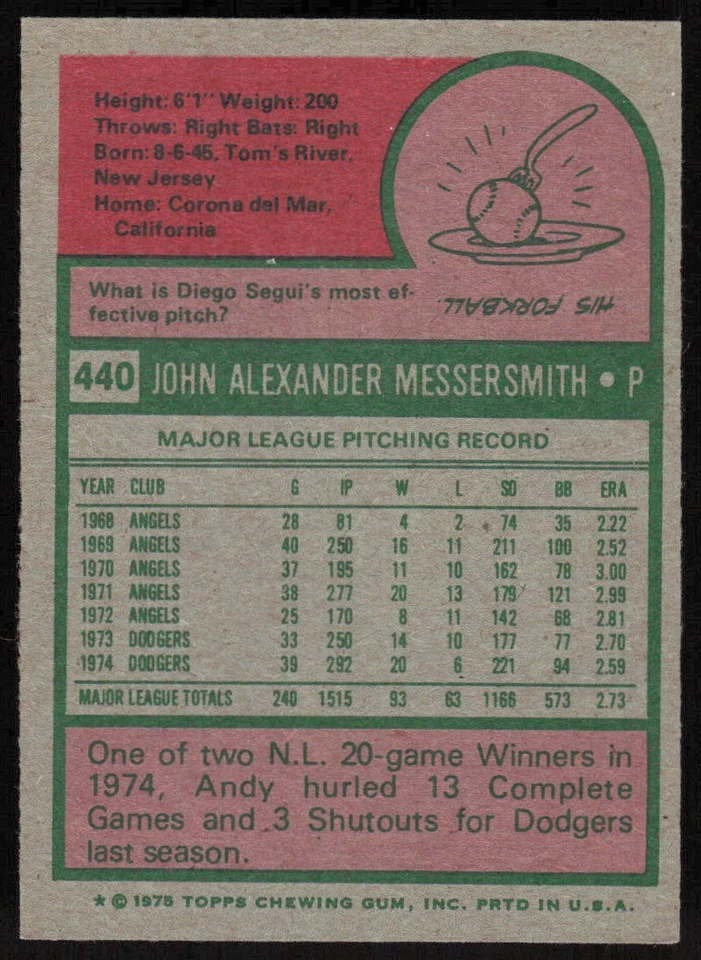 Height: 6'1" Weight: 200
Throws: Right Bats: Right
Born: 8-6-45, Tom's River,
New Jersey
Home: Corona del Mar,
California
What is Diego Segui's most ef-
fective pitch?
HIS FORKBALL.
440 JOHN ALEXANDER MESSERSMITH • P
MAJOR LEAGUE PITCHING RECORD
YEAR CLUB G IP W L SO BB ERA
1968 ANGELS 28 81 4 2 74 35 2.22
1969 ANGELS 40 250 16 11 211 100 2.52
1970 ANGELS 37 195 11 10 162 78 3.00
1971 ANGELS 38 277 20 13 179 121 2.99
1972 ANGELS 25 170 8 11 142 68 2.81
1973 DODGERS 33 250 14 10 177 77 2.70
1974 DODGERS 39 292 20 6 221 94 2.59
MAJOR LEAGUE TOTALS 240 1515 93 63 1166 573 2.73
One of two N.L. 20-game Winners in
1974, Andy hurled 13 Complete
Games and 3 Shutouts for Dodgers
last season.
* © 1975 TOPPS CHEWING GUM, INC. PRTD IN U.S.A.